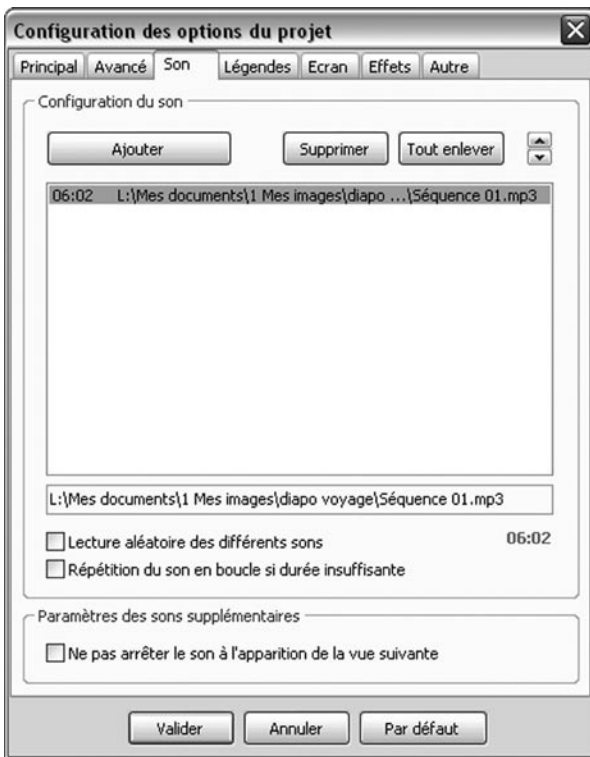 Configuration des options du projet
Principal Avancé Son Légendes Ecran Effets Autre
Configuration du son
Ajouter Supprimer Tout enlever
06:02 L:\Mes documents\1 Mes images\diapo ...\Séquence 01.mp3
L:\Mes documents\1 Mes images\diapo voyage\Séquence 01.mp3
Lecture aléatoire des différents sons 06:02
Répétition du son en boucle si durée insuffisante
Paramètres des sons supplémentaires
Ne pas arrêter le son à l'apparition de la vue suivante
Valider Annuler Par défaut